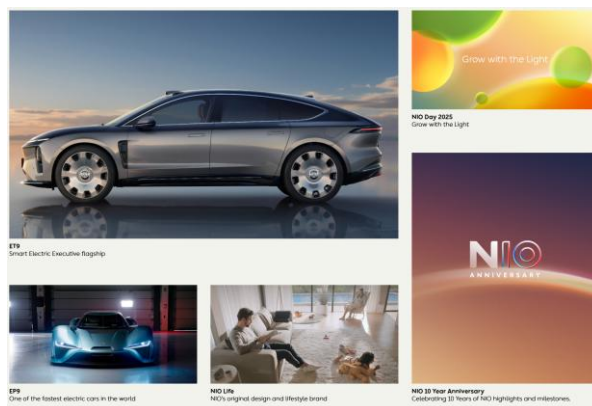 Grow with the Light
NIO Day 2025
Grow with the Light
ET9
Smart Electric Executive flagship
NIO
ANNIVERSARY
EP9
One of the fastest electric cars in the world
NIO Life
NIO's original design and lifestyle brand
NIO 10 Year Anniversary
Celebrating 10 Years of NIO highlights and milestones.